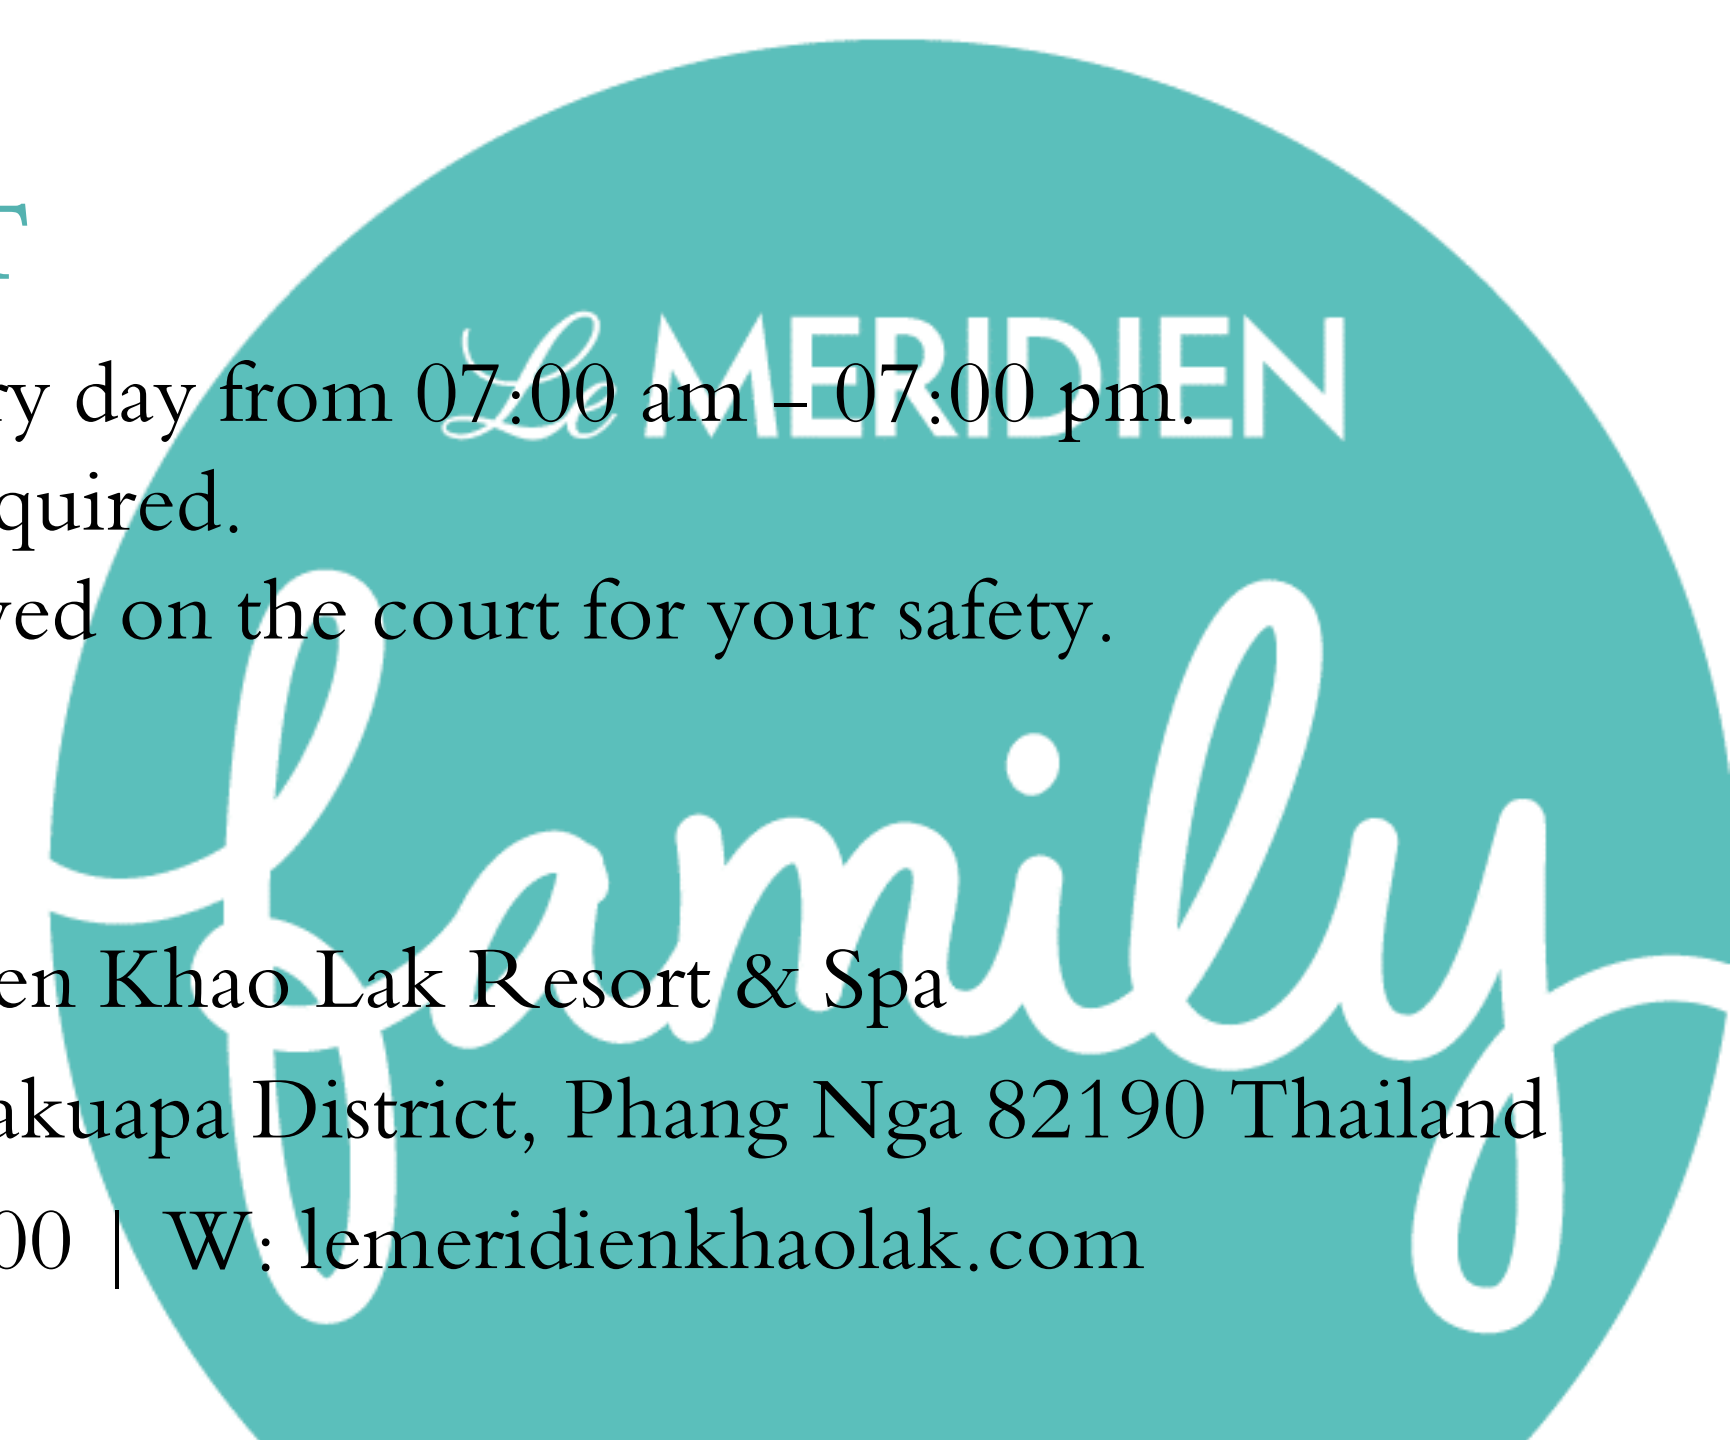 T
Le MERIDIEN
ry day from 07:00 am – 07:00 pm.
quired.
ved on the court for your safety.
family
en Khao Lak Resort & Spa
akuapa District, Phang Nga 82190 Thailand
00 | W: lemeridienkhaolak.com